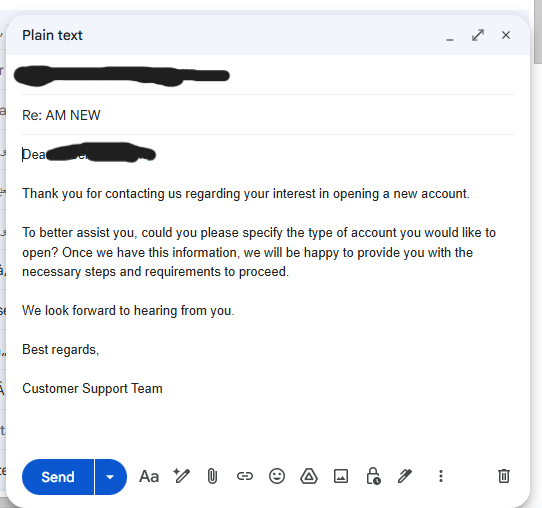 Plain text
Re: AM NEW
Dea
Thank you for contacting us regarding your interest in opening a new account.
To better assist you, could you please specify the type of account you would like to
open? Once we have this information, we will be happy to provide you with the
necessary steps and requirements to proceed.
We look forward to hearing from you.
Best regards,
Customer Support Team
Send
Aa